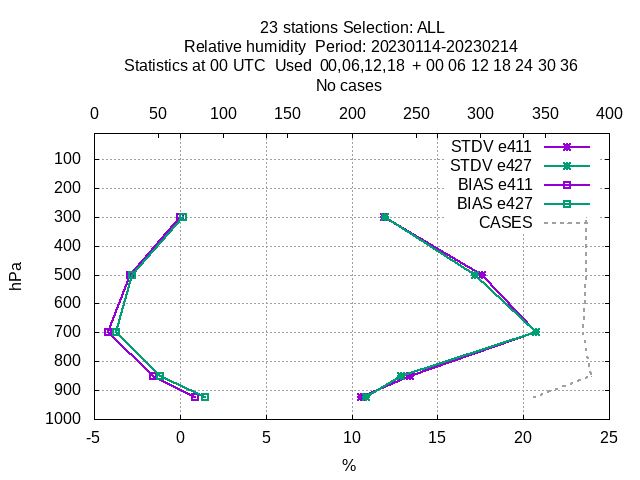 23 stations Selection: ALL
Relative humidity  Period: 20230114-20230214
Statistics at 00 UTC  Used  00,06,12,18  + 00 06 12 18 24 30 36
No cases
0 50 100 150 200 250 300 350 400
STDV e411
STDV e427
BIAS e411
BIAS e427
CASES
100
200
300
400
500
600
700
800
900
1000
hPa
-5 0 5 10 15 20 25
%